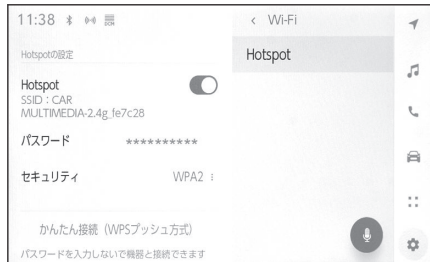 11:38
Hotspotの設定
Hotspot
SSID：CAR
MULTIMEDIA-2.4g_fe7c28
パスワード **********
セキュリティ WPA2
かんたん接続（WPSプッシュ方式）
パスワードを入力しないで機器と接続できます
< Wi-Fi
Hotspot